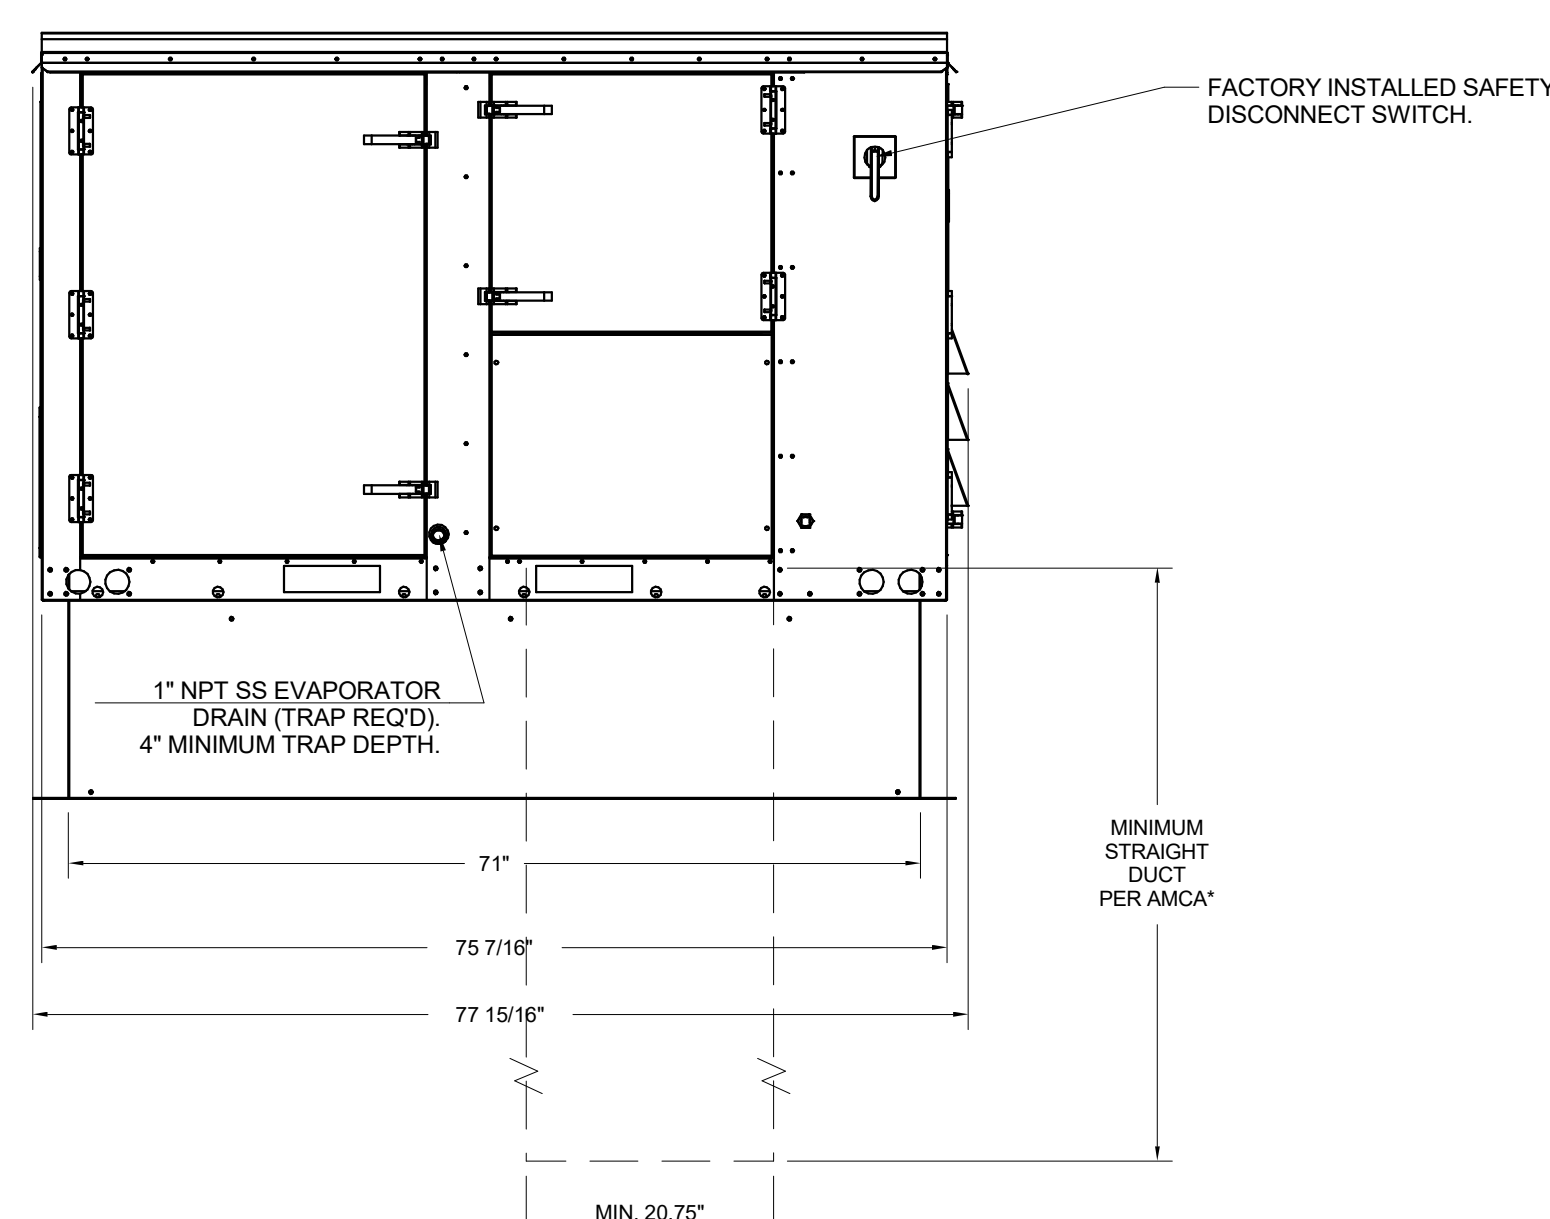 FACTORY INSTALLED SAFETY
DISCONNECT SWITCH.
1" NPT SS EVAPORATOR
DRAIN (TRAP REQ'D).
4" MINIMUM TRAP DEPTH.
MINIMUM
STRAIGHT
DUCT
PER AMCA*
71"
75 7/16"
77 15/16"
MIN. 20.75"